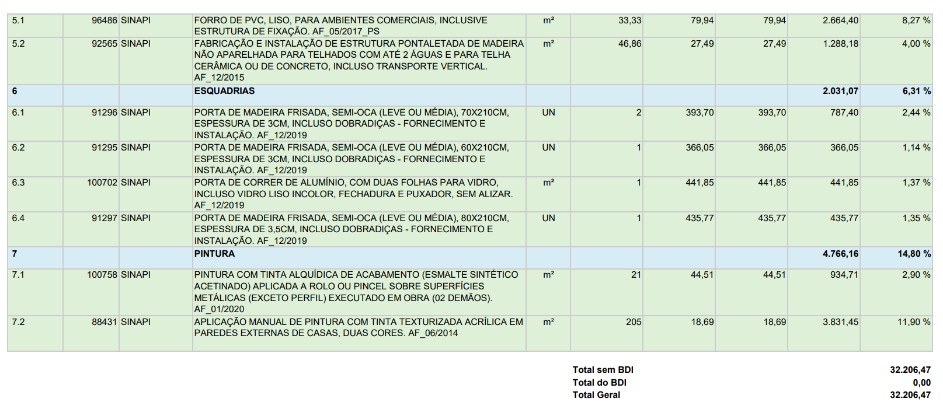 5.1 96486 SINAPI FORRO DE PVC, LISO, PARA AMBIENTES COMERCIAIS, INCLUSIVE m² 33,33 79,94 79,94 2.664,40 8,27 %
ESTRUTURA DE FIXAÇÃO. AF_05/2017_PS
5.2 92565 SINAPI FABRICAÇÃO E INSTALAÇÃO DE ESTRUTURA PONTALETADA DE MADEIRA m² 46,86 27,49 27,49 1.288,18 4,00 %
NÃO APARELHADA PARA TELHADOS COM ATÉ 2 ÁGUAS E PARA TELHA
CERÂMICA OU DE CONCRETO, INCLUSO TRANSPORTE VERTICAL.
AF_12/2015
6 ESQUADRIAS 2.031,07 6,31 %
6.1 91296 SINAPI PORTA DE MADEIRA FRISADA, SEMI-OCA (LEVE OU MÉDIA), 70X210CM, UN 2 393,70 393,70 787,40 2,44 %
ESPESSURA DE 3CM, INCLUSO DOBRADIÇAS - FORNECIMENTO E
INSTALAÇÃO. AF_12/2019
6.2 91295 SINAPI PORTA DE MADEIRA FRISADA, SEMI-OCA (LEVE OU MÉDIA), 60X210CM, UN 1 366,05 366,05 366,05 1,14 %
ESPESSURA DE 3CM, INCLUSO DOBRADIÇAS - FORNECIMENTO E
INSTALAÇÃO. AF_12/2019
6.3 100702 SINAPI PORTA DE CORRER DE ALUMÍNIO, COM DUAS FOLHAS PARA VIDRO, m² 1 441,85 441,85 441,85 1,37 %
INCLUSO VIDRO LISO INCOLOR, FECHADURA E PUXADOR, SEM ALIZAR.
AF_12/2019
6.4 91297 SINAPI PORTA DE MADEIRA FRISADA, SEMI-OCA (LEVE OU MÉDIA), 80X210CM, UN 1 435,77 435,77 435,77 1,35 %
ESPESSURA DE 3,5CM, INCLUSO DOBRADIÇAS - FORNECIMENTO E
INSTALAÇÃO. AF_12/2019
7 PINTURA 4.766,16 14,80 %
7.1 100758 SINAPI PINTURA COM TINTA ALQUÍDICA DE ACABAMENTO (ESMALTE SINTÉTICO m² 21 44,51 44,51 934,71 2,90 %
ACETINADO) APLICADA A ROLO OU PINCEL SOBRE SUPERFÍCIES
METÁLICAS (EXCETO PERFIL) EXECUTADO EM OBRA (02 DEMÃOS).
AF_01/2020
7.2 88431 SINAPI APLICAÇÃO MANUAL DE PINTURA COM TINTA TEXTURIZADA ACRÍLICA EM m² 205 18,69 18,69 3.831,45 11,90 %
PAREDES EXTERNAS DE CASAS, DUAS CORES. AF_06/2014
Total sem BDI 32.206,47
Total do BDI 0,00
Total Geral 32.206,47